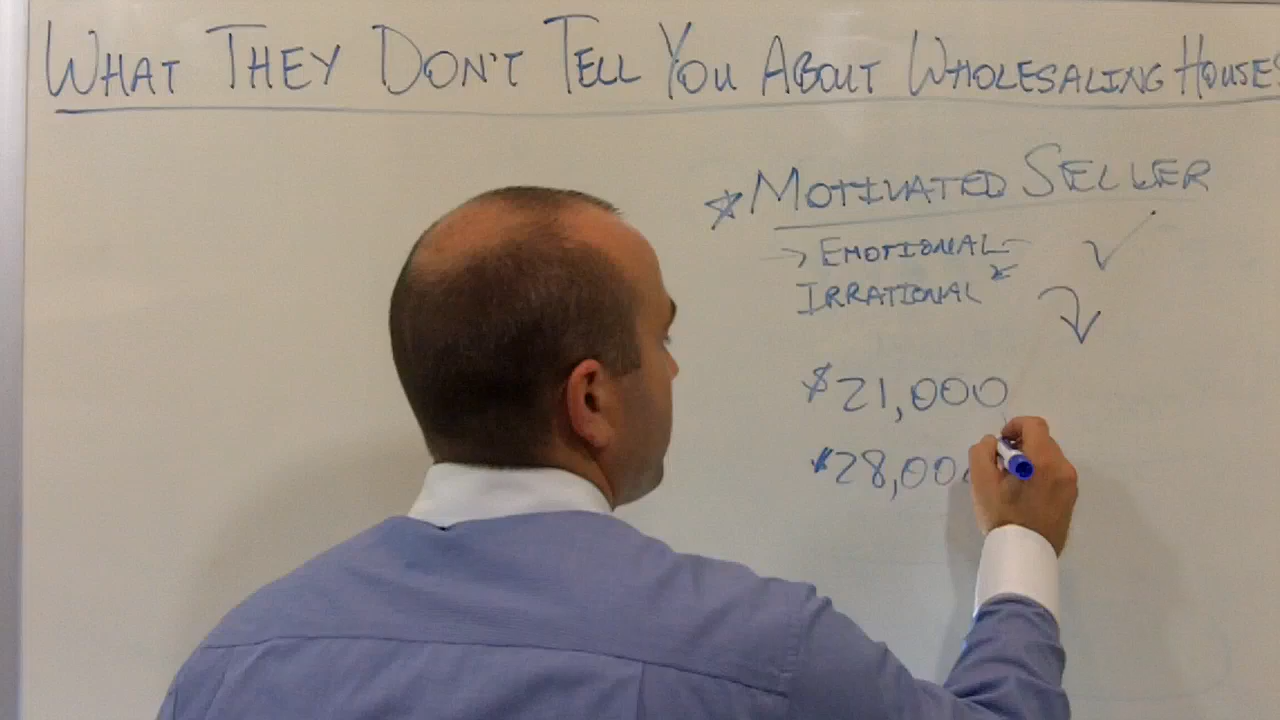 WHAT THEY DON'T TELL YOU ABOUT WHOLESALING HOUSES
MOTIVATED SELLER
EMOTIONAL
IRRATIONAL
$21,000
$28,000